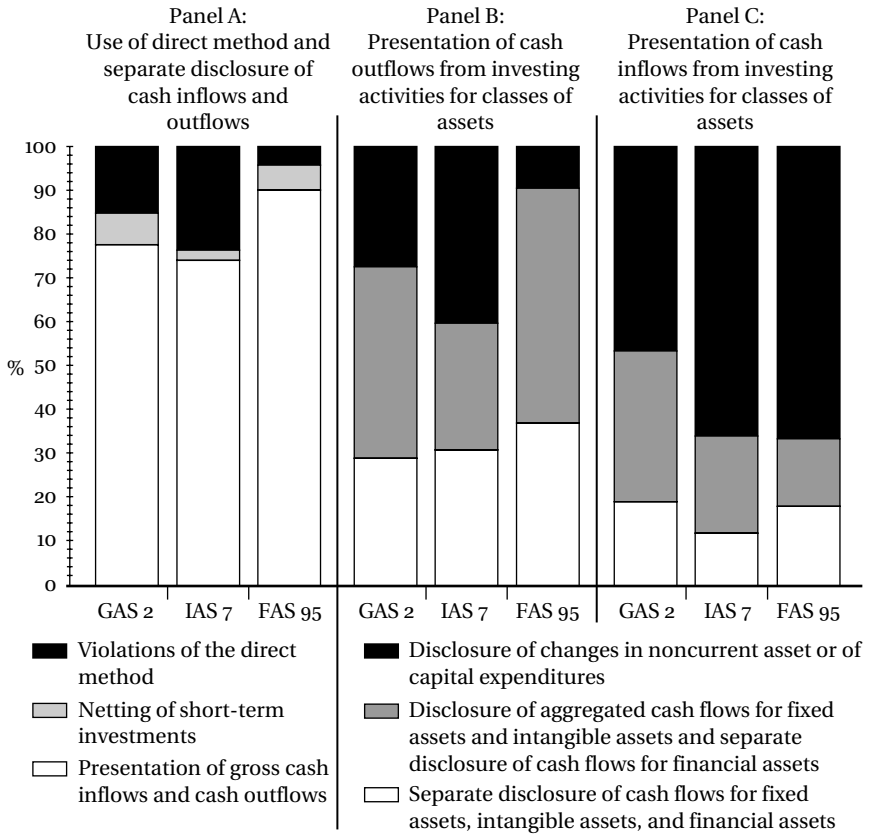 Panel A:
Use of direct method and
separate disclosure of
cash inflows and
outflows
Panel B:
Presentation of cash
outflows from investing
activities for classes of
assets
Panel C:
Presentation of cash
inflows from investing
activities for classes of
assets
100
90
80
70
60
% 50
40
30
20
10
0
GAS 2 IAS 7 FAS 95
GAS 2 IAS 7 FAS 95
GAS 2 IAS 7 FAS 95
Violations of the direct
method
Netting of short-term
investments
Presentation of gross cash
inflows and cash outflows
Disclosure of changes in noncurrent asset or of
capital expenditures
Disclosure of aggregated cash flows for fixed
assets and intangible assets and separate
disclosure of cash flows for financial assets
Separate disclosure of cash flows for fixed
assets, intangible assets, and financial assets